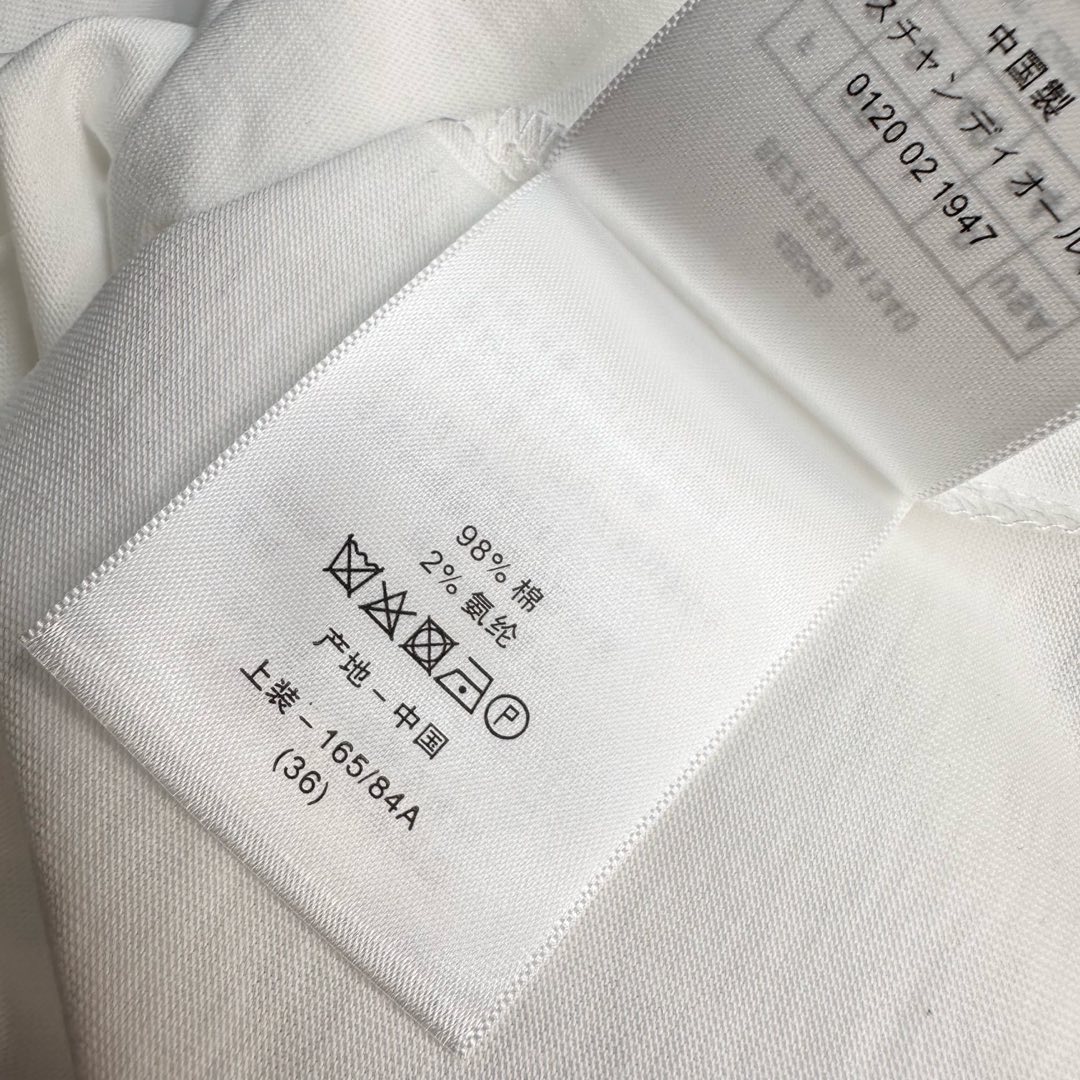 中国製
スチャンディオール
0120 02 1947
98% 棉
2% 氨纶
P
产地 – 中国
上装 – 165/84A
(36)